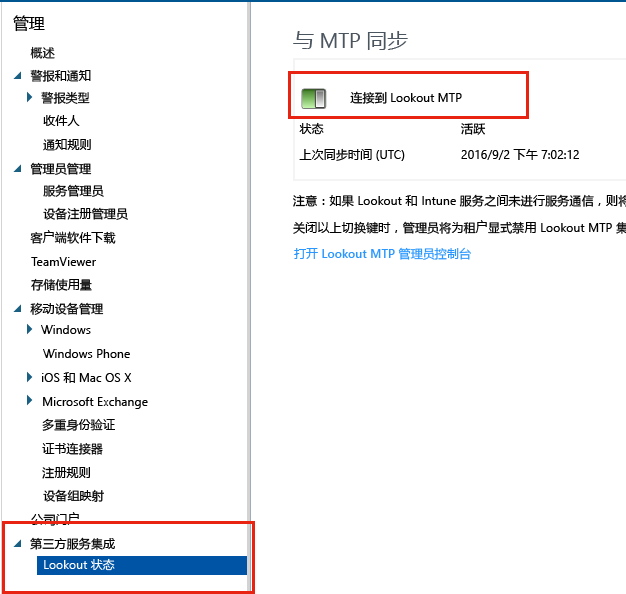 管理
概述
警报和通知
警报类型
收件人
通知规则
管理员管理
服务管理员
设备注册管理员
客户端软件下载
TeamViewer
存储使用量
移动设备管理
Windows
Windows Phone
iOS 和 Mac OS X
Microsoft Exchange
多重身份验证
证书连接器
注册规则
设备组映射
公司门户
第三方服务集成
Lookout 状态
与 MTP 同步
连接到 Lookout MTP
状态 活跃
上次同步时间 (UTC) 2016/9/2 下午 7:02:12
注意：如果 Lookout 和 Intune 服务之间未进行服务通信，则将
关闭以上切换键时，管理员将为租户显式禁用 Lookout MTP 集
打开 Lookout MTP 管理员控制台